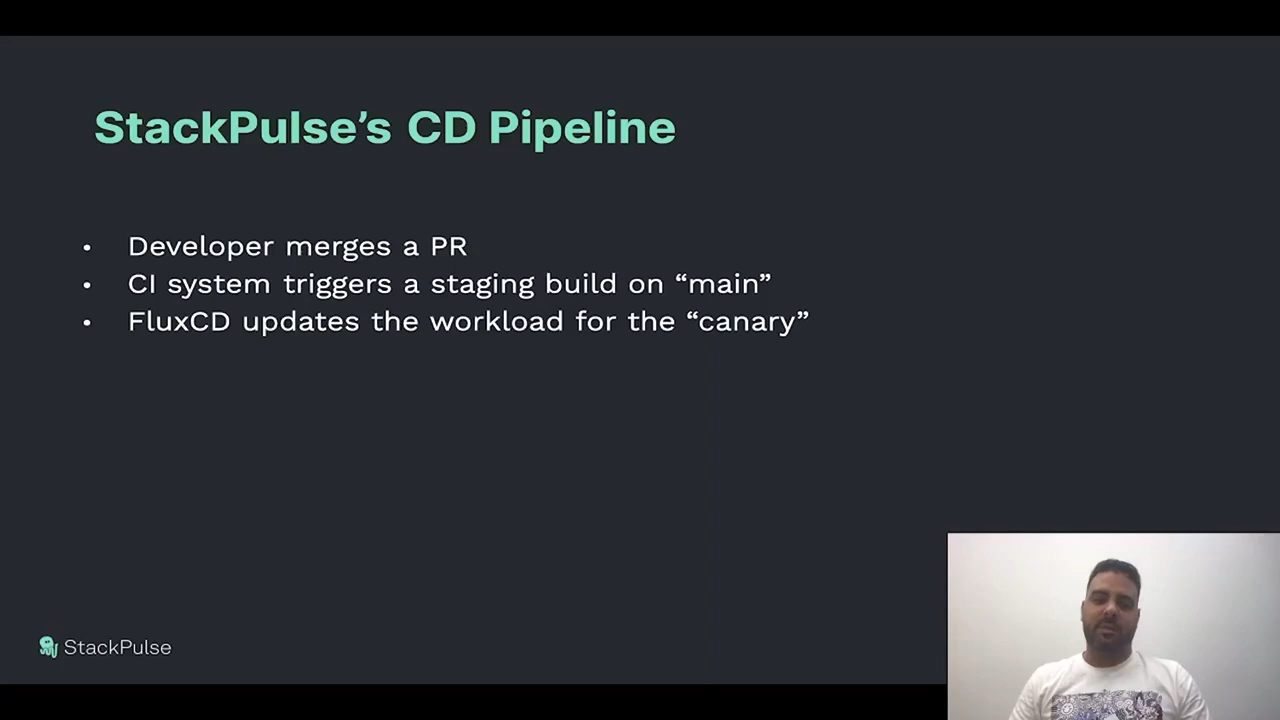 StackPulse’s CD Pipeline
• Developer merges a PR
• CI system triggers a staging build on “main”
• FluxCD updates the workload for the “canary”
StackPulse